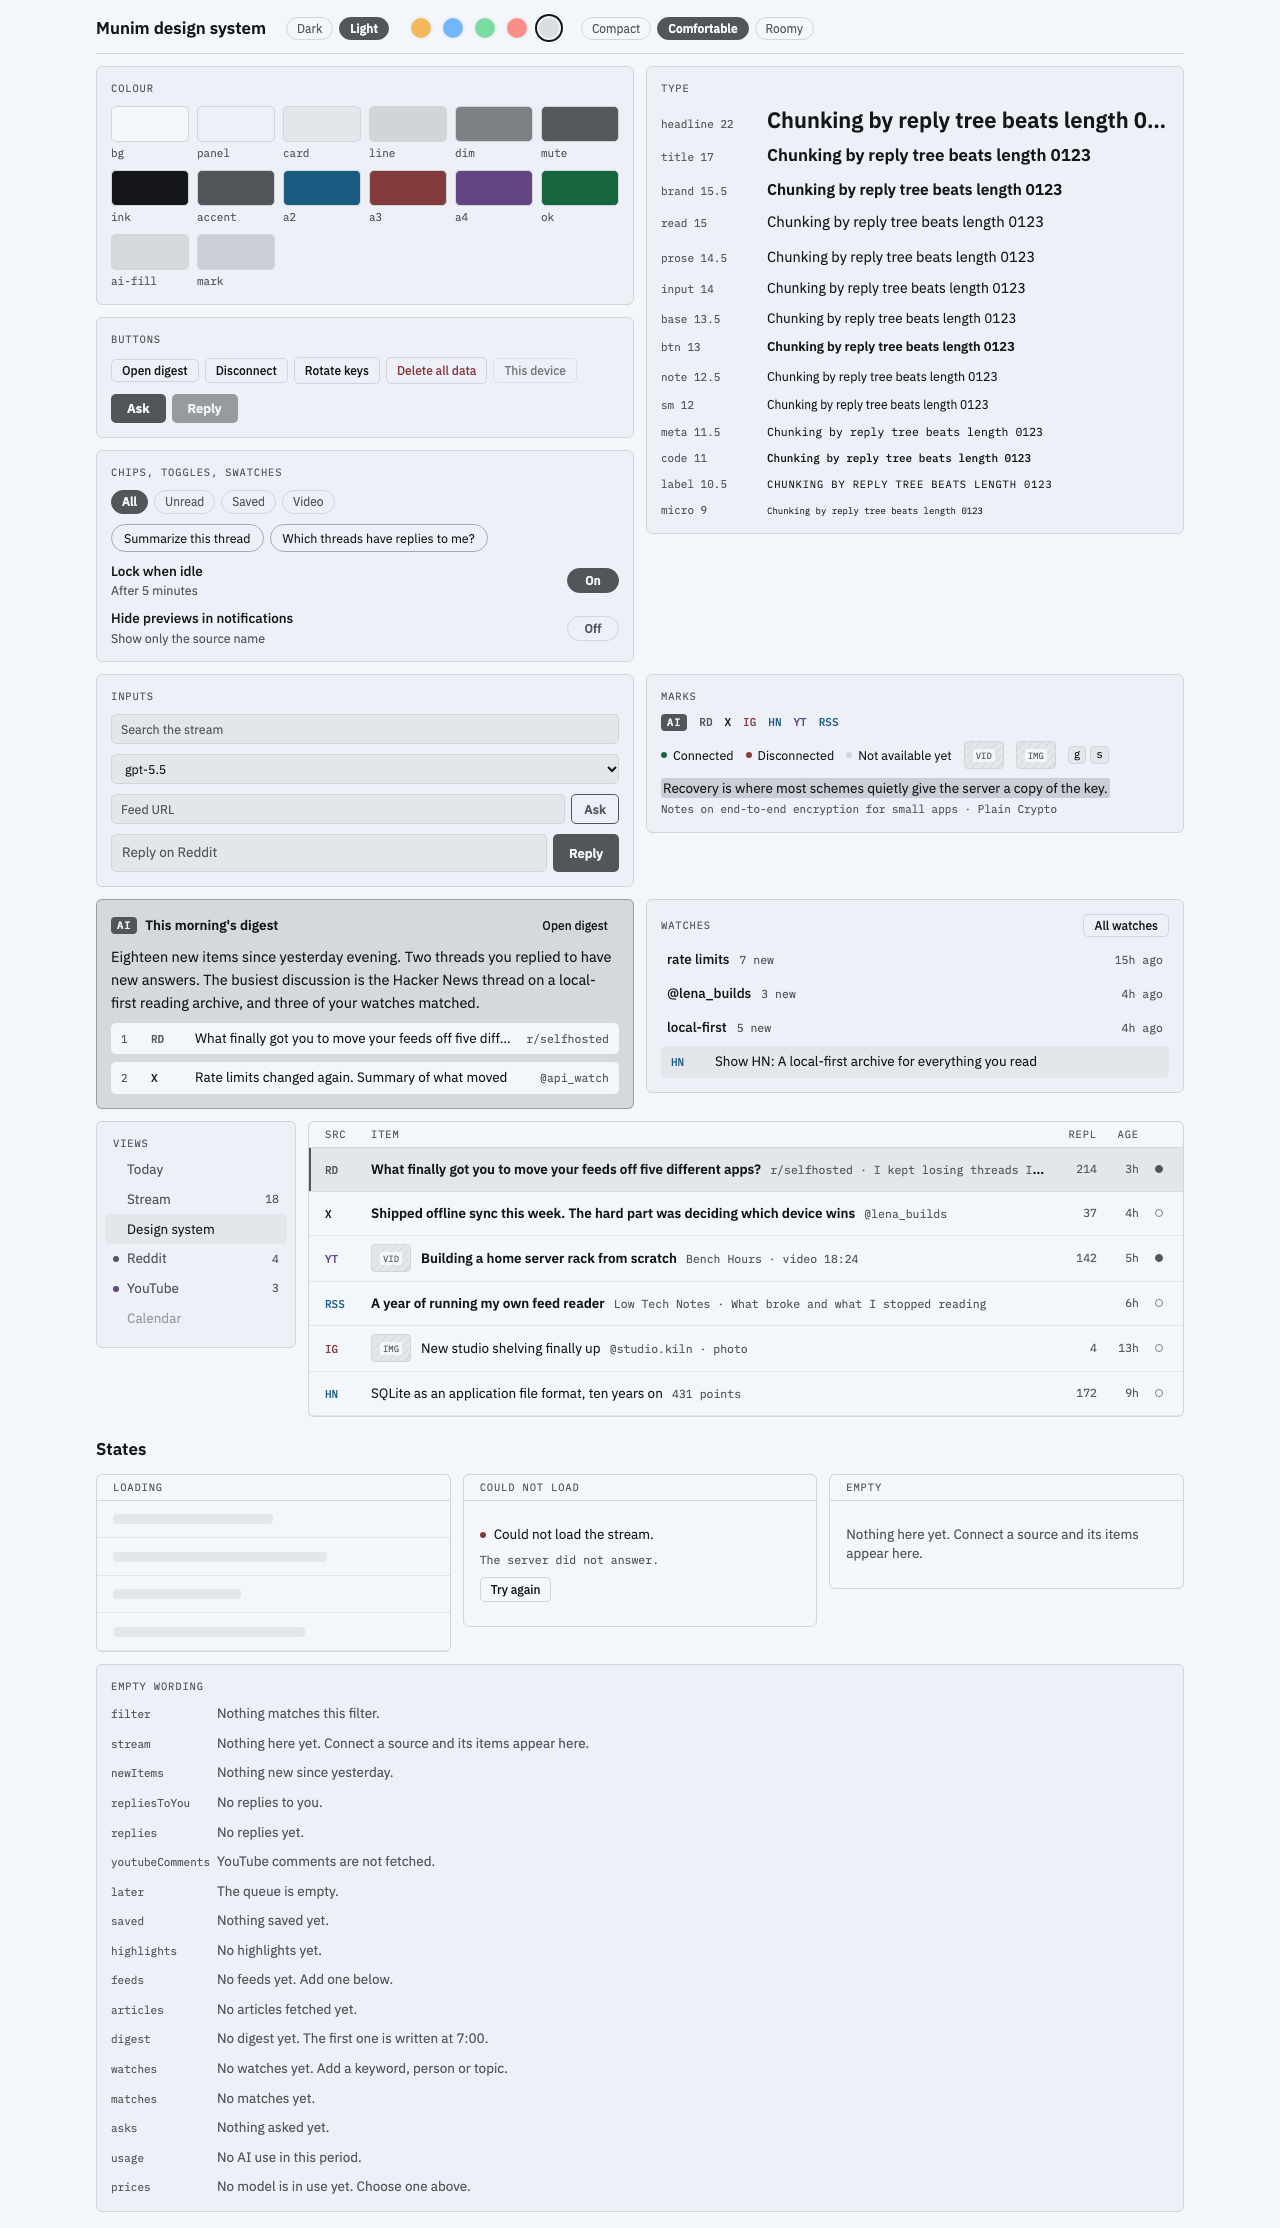 Munim design system Dark Light Compact Comfortable Roomy
COLOUR
bg panel card line dim mute
ink accent a2 a3 a4 ok
ai-fill mark
TYPE
headline 22 Chunking by reply tree beats length 0...
title 17 Chunking by reply tree beats length 0123
brand 15.5 Chunking by reply tree beats length 0123
read 15 Chunking by reply tree beats length 0123
prose 14.5 Chunking by reply tree beats length 0123
input 14 Chunking by reply tree beats length 0123
base 13.5 Chunking by reply tree beats length 0123
btn 13 Chunking by reply tree beats length 0123
note 12.5 Chunking by reply tree beats length 0123
sm 12 Chunking by reply tree beats length 0123
meta 11.5 Chunking by reply tree beats length 0123
code 11 Chunking by reply tree beats length 0123
label 10.5 CHUNKING BY REPLY TREE BEATS LENGTH 0123
micro 9 Chunking by reply tree beats length 0123
BUTTONS
Open digest Disconnect Rotate keys Delete all data This device
Ask Reply
CHIPS, TOGGLES, SWATCHES
All Unread Saved Video
Summarize this thread Which threads have replies to me?
Lock when idle
After 5 minutes
On
Hide previews in notifications
Show only the source name
Off
INPUTS
Search the stream
gpt-5.5
Feed URL Ask
Reply on Reddit Reply
MARKS
AI RD X IG HN YT RSS
Connected Disconnected Not available yet VID IMG g s
Recovery is where most schemes quietly give the server a copy of the key.
Notes on end-to-end encryption for small apps · Plain Crypto
AI This morning's digest Open digest
Eighteen new items since yesterday evening. Two threads you replied to have
new answers. The busiest discussion is the Hacker News thread on a local-
first reading archive, and three of your watches matched.
1 RD What finally got you to move your feeds off five diff... r/selfhosted
2 X Rate limits changed again. Summary of what moved @api_watch
WATCHES All watches
rate limits 7 new 15h ago
@lena_builds 3 new 4h ago
local-first 5 new 4h ago
HN Show HN: A local-first archive for everything you read
VIEWS
Today
Stream 18
Design system
Reddit 4
YouTube 3
Calendar
SRC ITEM REPL AGE
RD What finally got you to move your feeds off five different apps? r/selfhosted · I kept losing threads I... 214 3h
X Shipped offline sync this week. The hard part was deciding which device wins @lena_builds 37 4h
YT VID Building a home server rack from scratch Bench Hours · video 18:24 142 5h
RSS A year of running my own feed reader Low Tech Notes · What broke and what I stopped reading 6h
IG IMG New studio shelving finally up @studio.kiln · photo 4 13h
HN SQLite as an application file format, ten years on 431 points 172 9h
States
LOADING
COULD NOT LOAD
Could not load the stream.
The server did not answer.
Try again
EMPTY
Nothing here yet. Connect a source and its items
appear here.
EMPTY WORDING
filter Nothing matches this filter.
stream Nothing here yet. Connect a source and its items appear here.
newItems Nothing new since yesterday.
repliesToYou No replies to you.
replies No replies yet.
youtubeComments YouTube comments are not fetched.
later The queue is empty.
saved Nothing saved yet.
highlights No highlights yet.
feeds No feeds yet. Add one below.
articles No articles fetched yet.
digest No digest yet. The first one is written at 7:00.
watches No watches yet. Add a keyword, person or topic.
matches No matches yet.
asks Nothing asked yet.
usage No AI use in this period.
prices No model is in use yet. Choose one above.